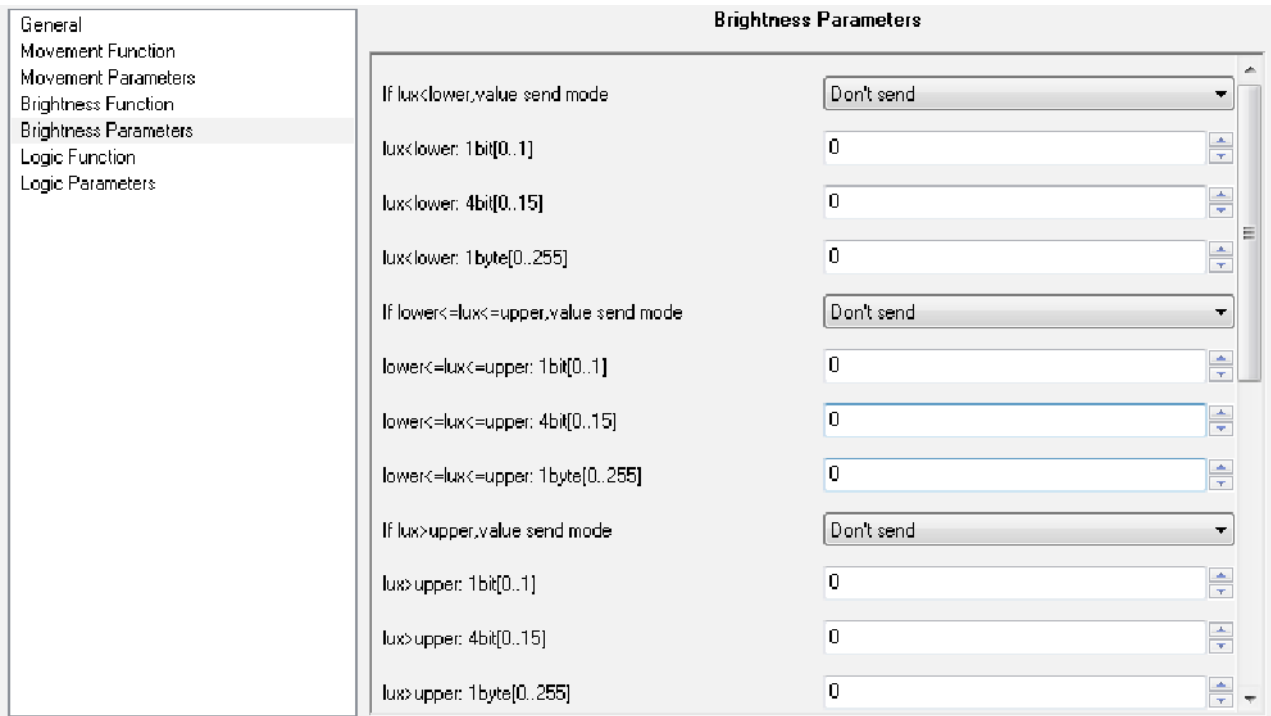 General
Movement Function
Movement Parameters
Brightness Function
Brightness Parameters
Logic Function
Logic Parameters
Brightness Parameters
If lux<lower,value send mode Don't send
lux<lower: 1bit[0..1] 0
lux<lower: 4bit[0..15] 0
lux<lower: 1byte[0..255] 0
If lower<=lux<=upper,value send mode Don't send
lower<=lux<=upper: 1bit[0..1] 0
lower<=lux<=upper: 4bit[0..15] 0
lower<=lux<=upper: 1byte[0..255] 0
If lux>upper,value send mode Don't send
lux>upper: 1bit[0..1] 0
lux>upper: 4bit[0..15] 0
lux>upper: 1byte[0..255] 0